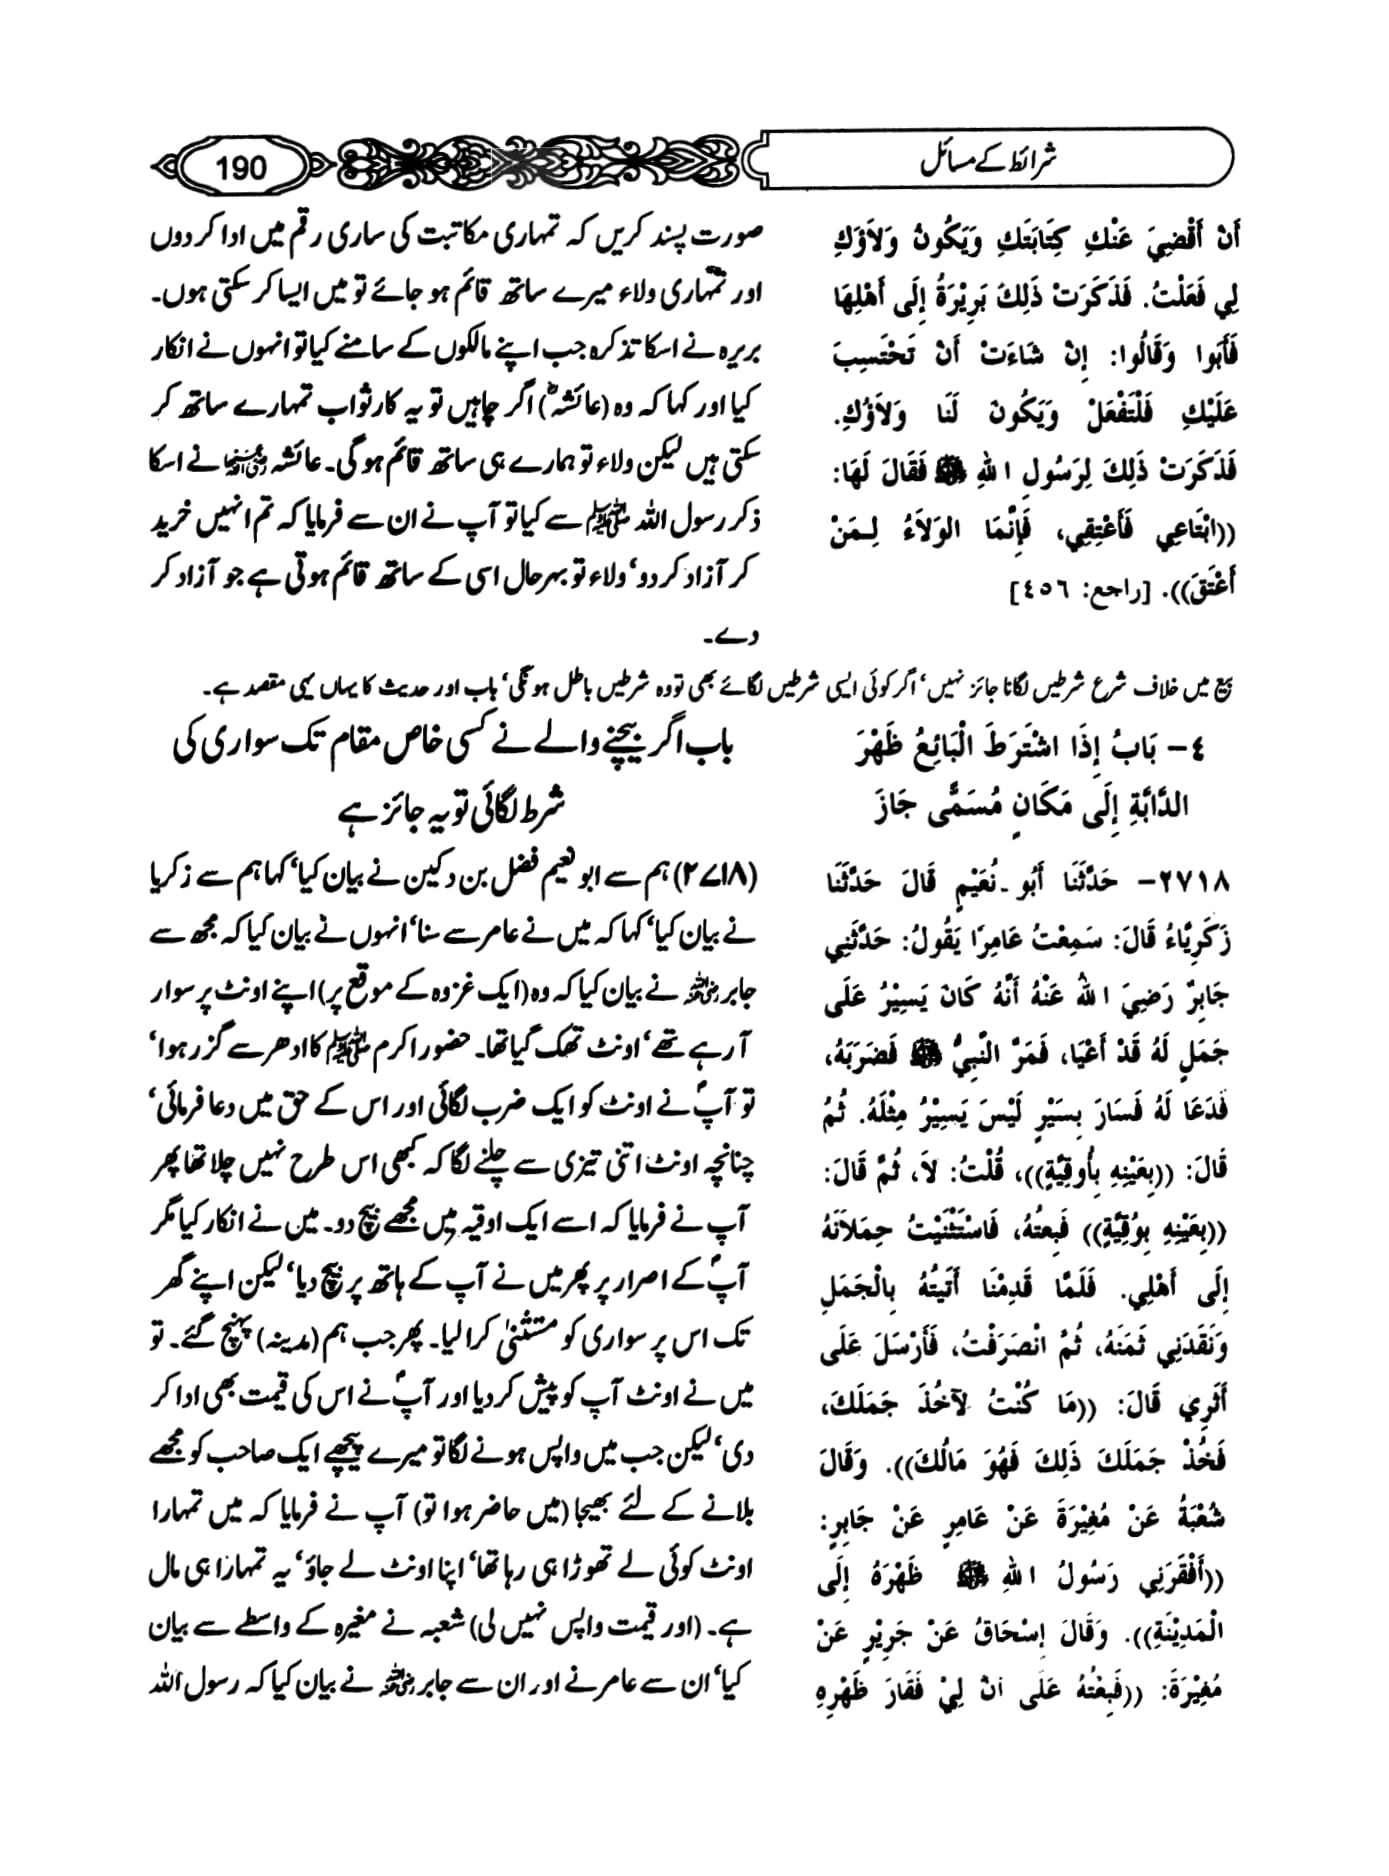 شرائط کے مسائل
190
أَنْ أَقْضِيَ عَنْكِ كِتَابَتَكِ وَيَكُونُ وَلاَؤُكِ
لِي فَعَلْتُ. فَذَكَرَتْ ذَلِكَ بَرِيْرَةُ إِلَى أَهْلِهَا
فَأَبَوا وَقَالُوا: إِنْ شَاءَتْ أَنْ تَحْتَسِبَ
عَلَيْكِ فَلْتَفْعَلْ وَيَكُونَ لَنَا وَلاَؤُكِ.
فَذَكَرَتْ ذَلِكَ لِرَسُولِ اللهِ ﷺ فَقَالَ لَهَا:
((ابْتَاعِي فَأَعْتِقِي، فَإِنَّمَا الوَلاَءُ لِـمَنْ
أَعْتَقَ)). [راجع: ٤٥٦]
صورت پسند کریں کہ تمہاری مکاتبت کی ساری رقم میں ادا کر دوں
اور تمہاری ولاء میرے ساتھ قائم ہو جائے تو میں ایسا کر سکتی ہوں۔
بریرہ نے اسکا تذکرہ جب اپنے مالکوں کے سامنے کیا تو انہوں نے انکار
کیا اور کہا کہ وہ (عائشہؓ) اگر چاہیں تو یہ کار ثواب تمہارے ساتھ کر
سکتی ہیں لیکن ولاء تو ہمارے ہی ساتھ قائم ہو گی۔ عائشہ رضی اللہ عنہا نے اسکا
ذکر رسول اللہ ﷺ سے کیا تو آپ نے ان سے فرمایا کہ تم انہیں خرید
کر آزاد کر دو‘ ولاء تو بہرحال اسی کے ساتھ قائم ہوتی ہے جو آزاد کر
دے۔
بیع میں خلاف شرع شرطیں لگانا جائز نہیں‘ اگر کوئی ایسی شرطیں لگائے بھی تو وہ شرطیں باطل ہونگی‘ باب اور حدیث کا یہاں یہی مقصد ہے۔
٤- بَابُ إِذَا اشْتَرَطَ الْبَائِعُ ظَهْرَ
الدَّابَّةِ إِلَى مَكَانٍ مُسَمًّى جَازَ
باب اگر بیچنے والے نے کسی خاص مقام تک سواری کی
شرط لگائی تو یہ جائز ہے
٢٧١٨- حَدَّثَنَا أَبُو نُعَيْمٍ قَالَ حَدَّثَنَا
زَكَرِيَّاءُ قَالَ: سَمِعْتُ عَامِرًا يَقُولُ: حَدَّثَنِي
جَابِرٌ رَضِيَ اللهُ عَنْهُ أَنَّهُ كَانَ يَسِيْرُ عَلَى
جَمَلٍ لَهُ قَدْ أَعْيَا، فَمَرَّ النَّبِيُّ ﷺ فَضَرَبَهُ،
فَدَعَا لَهُ فَسَارَ بِسَيْرٍ لَيْسَ يَسِيْرُ مِثْلَهُ. ثُمُّ
قَالَ: ((بِعَيْنِهِ بِأُوقِيَّةٍ))، قُلْتُ: لاَ، ثُمَّ قَالَ:
((بِعَيْنِهِ بِوُقِيَّةٍ)) فَبِعتُهُ، فَاسْتَثْنَيْتُ حِمَلاَنَهُ
إِلَى أَهْلِي. فَلَمَّا قَدِمْنَا أَتَيتُهُ بِالْجَمَلِ
وَنَقَدَنِي ثَمَنَهُ، ثُمَّ انْصَرَفْتُ، فَأَرْسَلَ عَلَى
أَثَرِي قَالَ: ((مَا كُنْتُ لآخُذَ جَمَلَكَ،
فَخُذْ جَمَلَكَ ذَلِكَ فَهُوَ مَالُكَ)). وَقَالَ
شُعْبَةُ عَنْ مُغِيْرَةَ عَنْ عَامِرٍ عَنْ جَابِرٍ:
((أَفْقَرَنِي رَسُولُ اللهِ ﷺ ظَهْرَهُ إِلَى
الْمَدِيْنَةِ)). وَقَالَ إِسْحَاقُ عَنْ جَرِيْرٍ عَنْ
مُغِيْرَةَ: ((فَبِعْتُهُ عَلَى أَنْ لِيْ فَقَارَ ظَهْرِهِ
(۲۷۱۸) ہم سے ابو نعیم فضل بن دکین نے بیان کیا‘ کہا ہم سے زکریا
نے بیان کیا‘ کہا کہ میں نے عامر سے سنا‘ انہوں نے بیان کیا کہ مجھ سے
جابر رضی اللہ عنہ نے بیان کیا کہ وہ (ایک غزوہ کے موقع پر) اپنے اونٹ پر سوار
آ رہے تھے‘ اونٹ تھک گیا تھا۔ حضور اکرم ﷺ کا ادھر سے گزر ہوا‘
تو آپؐ نے اونٹ کو ایک ضرب لگائی اور اس کے حق میں دعا فرمائی‘
چنانچہ اونٹ اتنی تیزی سے چلنے لگا کہ کبھی اس طرح نہیں چلا تھا پھر
آپ نے فرمایا کہ اسے ایک اوقیہ میں مجھے بیچ دو۔ میں نے انکار کیا مگر
آپؐ کے اصرار پر پھر میں نے آپ کے ہاتھ پر بیچ دیا‘ لیکن اپنے گھر
تک اس پر سواری کو مستثنیٰ کرا لیا۔ پھر جب ہم (مدینہ) پہنچ گئے۔ تو
میں نے اونٹ آپ کو پیش کر دیا اور آپؐ نے اس کی قیمت بھی ادا کر
دی‘ لیکن جب میں واپس ہونے لگا تو میرے پیچھے ایک صاحب کو مجھے
بلانے کے لئے بھیجا (میں حاضر ہوا تو) آپ نے فرمایا کہ میں تمہارا
اونٹ کوئی لے تھوڑا ہی رہا تھا‘ اپنا اونٹ لے جاؤ‘ یہ تمہارا ہی مال
ہے۔ (اور قیمت واپس نہیں لی) شعبہ نے مغیرہ کے واسطے سے بیان
کیا‘ ان سے عامر نے اور ان سے جابر رضی اللہ عنہ نے بیان کیا کہ رسول اللہ